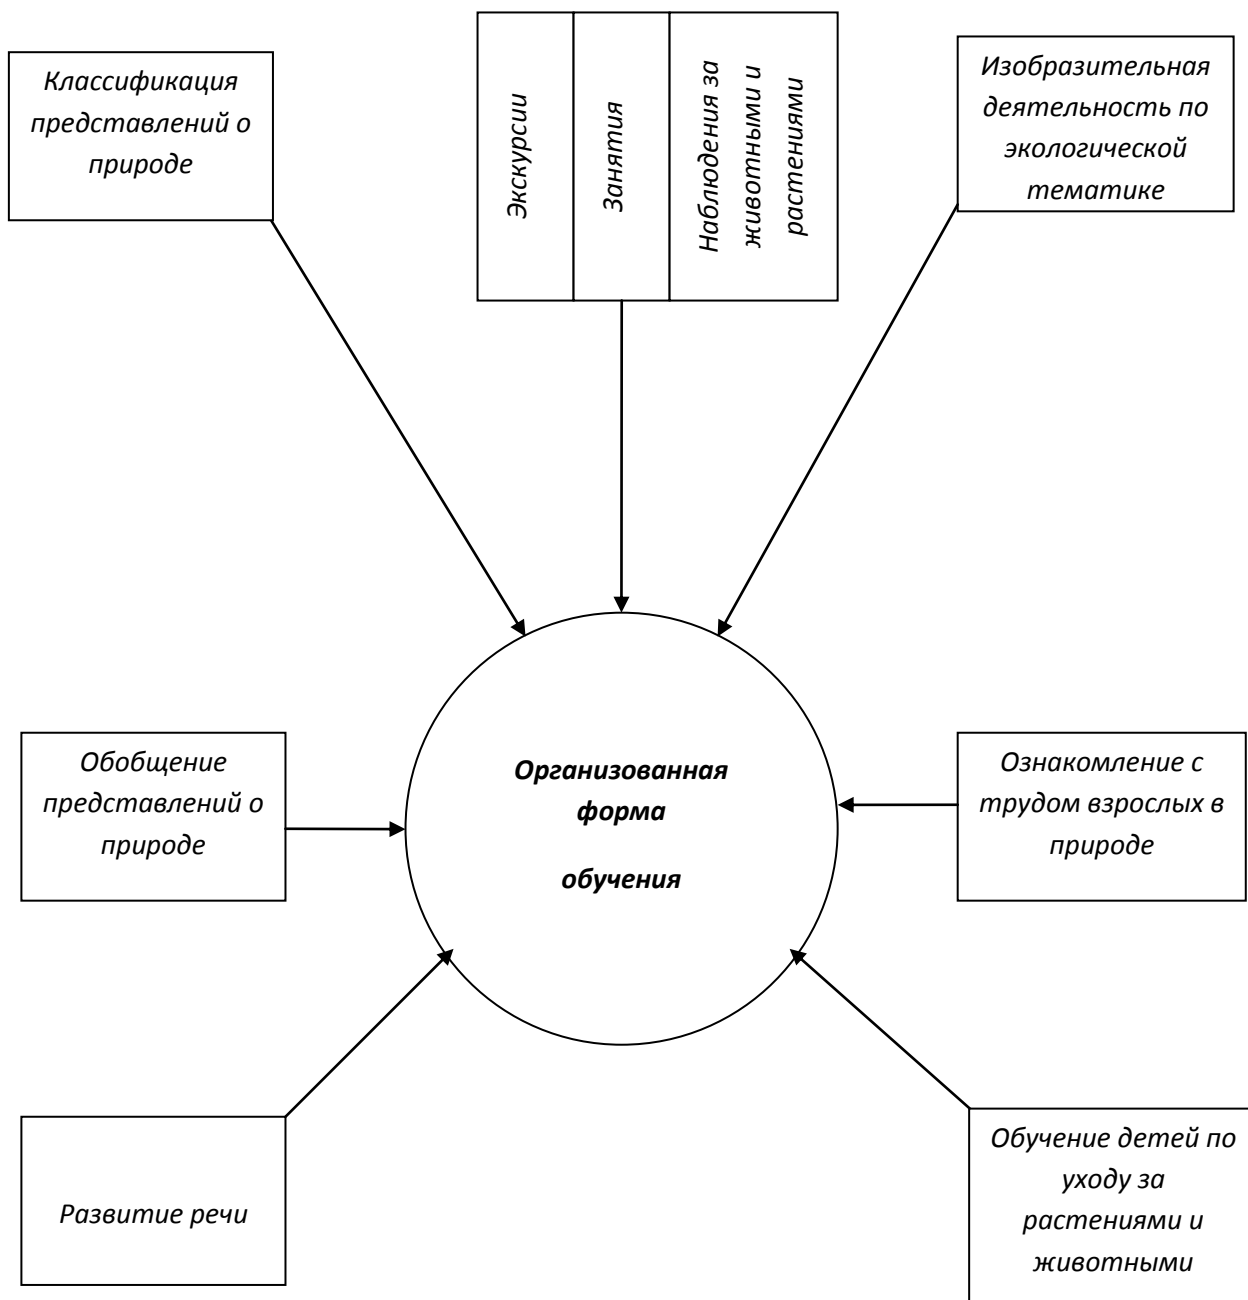 Классификация
представлений о
природе
Экскурсии
Занятия
Наблюдения за
животными и
растениями
Изобразительная
деятельность по
экологической
тематике
Обобщение
представлений о
природе
Организованная
форма
обучения
Ознакомление с
трудом взрослых в
природе
Развитие речи
Обучение детей по
уходу за
растениями и
животными